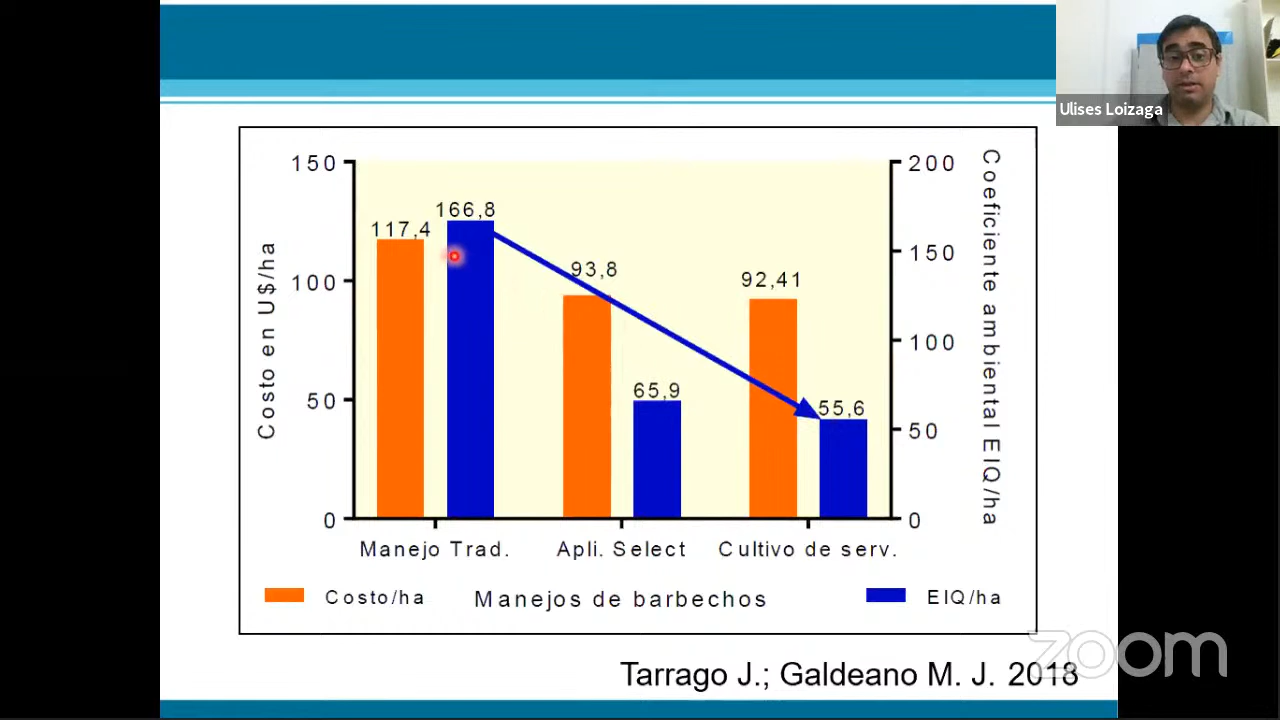 Ulises Loizaga
150
100
50
0
Costo en U$/ha
117,4
166,8
93,8
65,9
92,41
55,6
200
150
100
50
0
Coeficiente ambiental EIQ/ha
Manejo Trad.
Apli. Select
Cultivo de serv.
Costo/ha
Manejos de barbechos
EIQ/ha
zoom
Tarrago J.; Galdeano M. J. 2018